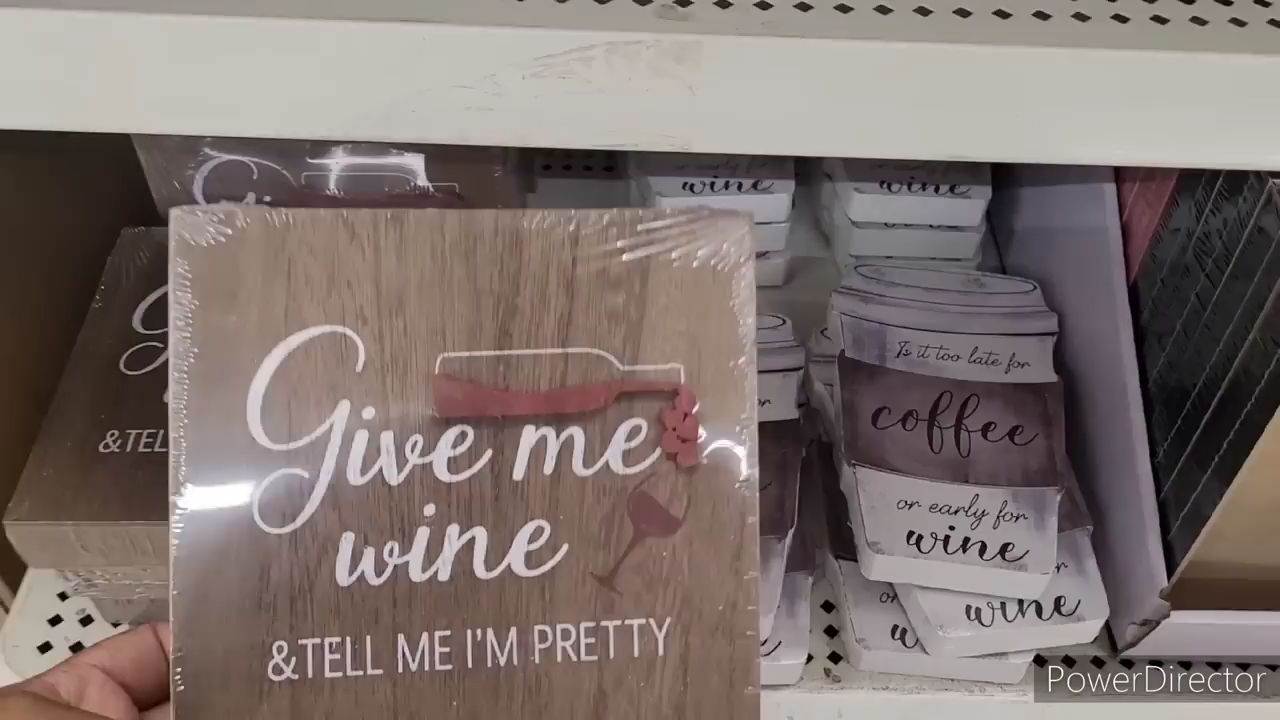 wine
wine
Give me
wine
&TELL ME I'M PRETTY
&TEL
Is it too late for
coffee
or early for
wine
wine
PowerDirector